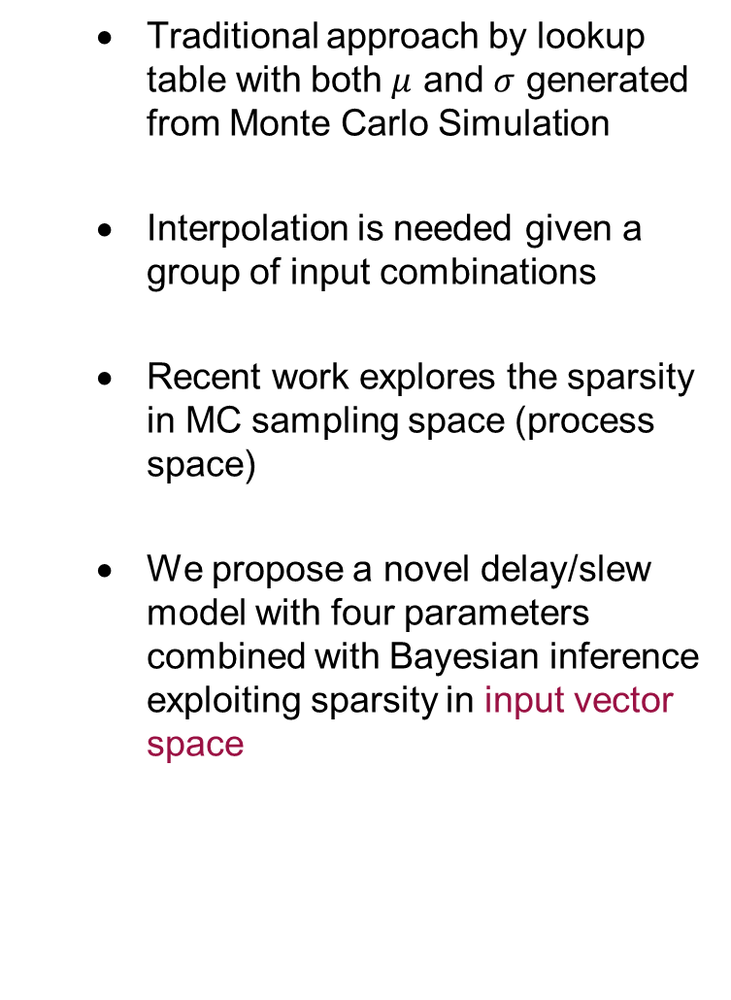 • Traditional approach by lookup
table with both μ and σ generated
from Monte Carlo Simulation
• Interpolation is needed given a
group of input combinations
• Recent work explores the sparsity
in MC sampling space (process
space)
• We propose a novel delay/slew
model with four parameters
combined with Bayesian inference
exploiting sparsity in input vector
space